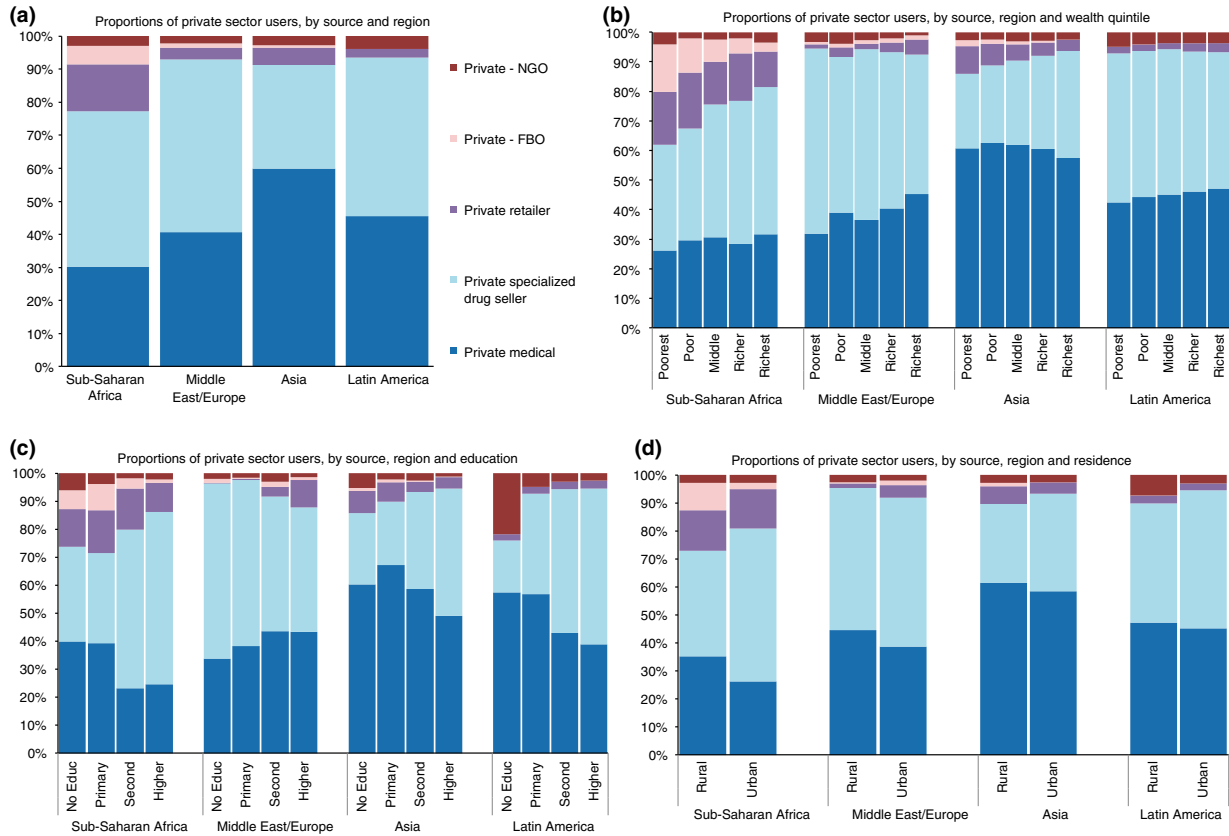 (a)
Proportions of private sector users, by source and region
100%
90%
80%
70%
60%
50%
40%
30%
20%
10%
0%
Sub-Saharan
Africa
Middle
East/Europe
Asia
Latin America
Private - NGO
Private - FBO
Private retailer
Private specialized
drug seller
Private medical
(b)
Proportions of private sector users, by source, region and wealth quintile
100%
90%
80%
70%
60%
50%
40%
30%
20%
10%
0%
Poorest
Poor
Middle
Richer
Richest
Poorest
Poor
Middle
Richer
Richest
Poorest
Poor
Middle
Richer
Richest
Poorest
Poor
Middle
Richer
Richest
Sub-Saharan Africa
Middle East/Europe
Asia
Latin America
(c)
Proportions of private sector users, by source, region and education
100%
90%
80%
70%
60%
50%
40%
30%
20%
10%
0%
No Educ
Primary
Second
Higher
No Educ
Primary
Second
Higher
No Educ
Primary
Second
Higher
No Educ
Primary
Second
Higher
Sub-Saharan Africa
Middle East/Europe
Asia
Latin America
(d)
Proportions of private sector users, by source, region and residence
100%
90%
80%
70%
60%
50%
40%
30%
20%
10%
0%
Rural
Urban
Rural
Urban
Rural
Urban
Rural
Urban
Sub-Saharan Africa
Middle East/Europe
Asia
Latin America